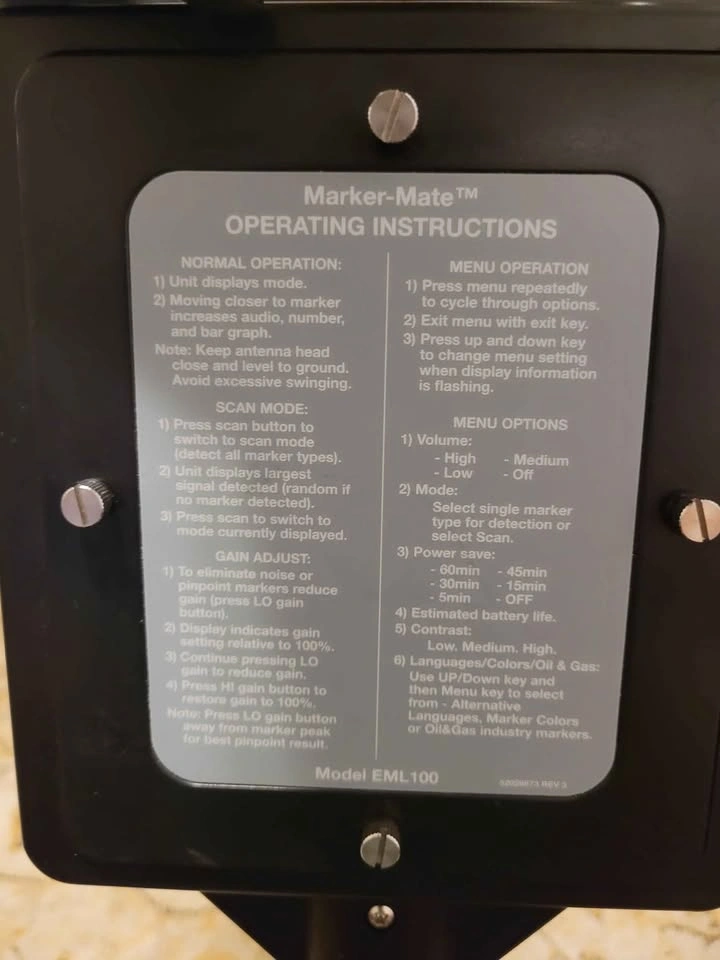 Marker-Mate™
OPERATING INSTRUCTIONS
NORMAL OPERATION:
1) Unit displays mode.
2) Moving closer to marker
increases audio, number,
and bar graph.
Note: Keep antenna head
close and level to ground.
Avoid excessive swinging.
SCAN MODE:
1) Press scan button to
switch to scan mode
(detect all marker types).
2) Unit displays largest
signal detected (random if
no marker detected).
3) Press scan to switch to
mode currently displayed.
GAIN ADJUST:
1) To eliminate noise or
pinpoint markers reduce
gain (press LO gain
button).
2) Display indicates gain
setting relative to 100%.
3) Continue pressing LO
gain to reduce gain.
4) Press HI gain button to
restore gain to 100%.
Note: Press LO gain button
away from marker peak
for best pinpoint result.
MENU OPERATION
1) Press menu repeatedly
to cycle through options.
2) Exit menu with exit key.
3) Press up and down key
to change menu setting
when display information
is flashing.
MENU OPTIONS
1) Volume:
- High - Medium
- Low - Off
2) Mode:
Select single marker
type for detection or
select Scan.
3) Power save:
- 60min - 45min
- 30min - 15min
- 5min - OFF
4) Estimated battery life.
5) Contrast:
Low. Medium. High.
6) Languages/Colors/Oil & Gas:
Use UP/Down key and
then Menu key to select
from - Alternative
Languages, Marker Colors
or Oil&Gas industry markers.
Model EML100
REV 3